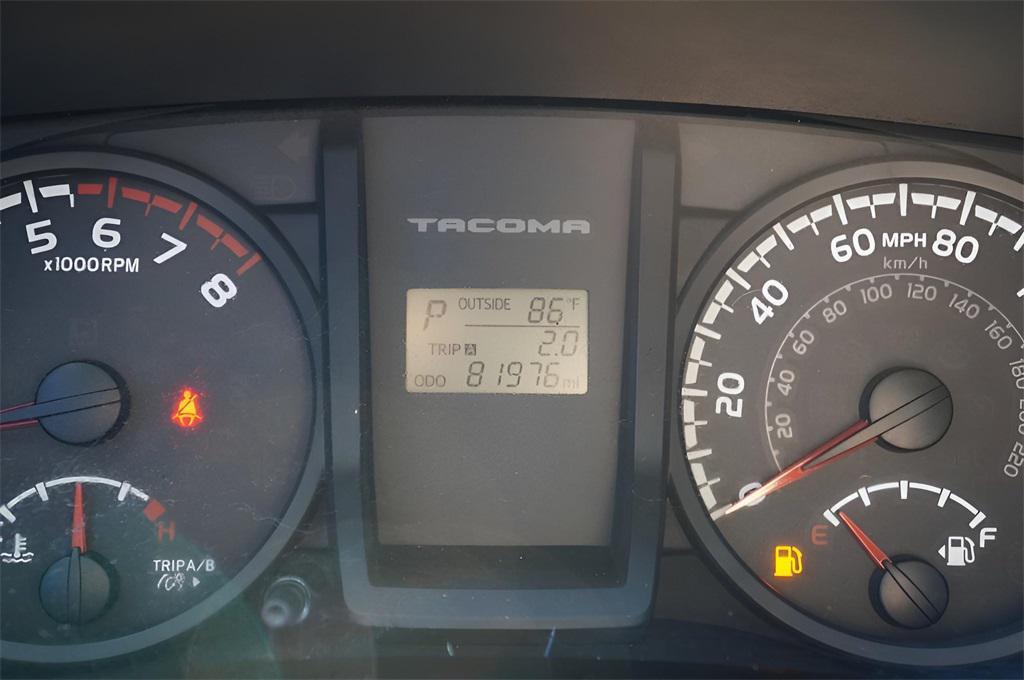 TACOMA
P OUTSIDE 86°F
TRIP A 2.0
ODO 81976 mi
5 6 7 8
x1000RPM
H
TRIP A/B
20 40 60 MPH 80
km/h
0
20 40 60 80 100 120 140 160 180 200 220
E F